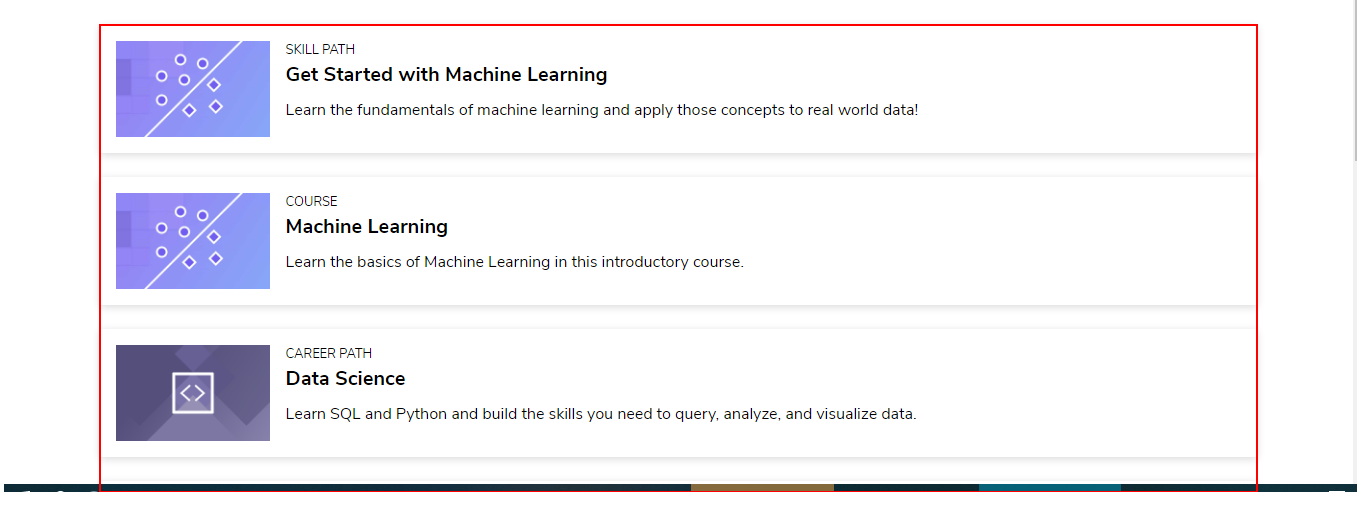 SKILL PATH
Get Started with Machine Learning
Learn the fundamentals of machine learning and apply those concepts to real world data!
COURSE
Machine Learning
Learn the basics of Machine Learning in this introductory course.
CAREER PATH
Data Science
Learn SQL and Python and build the skills you need to query, analyze, and visualize data.